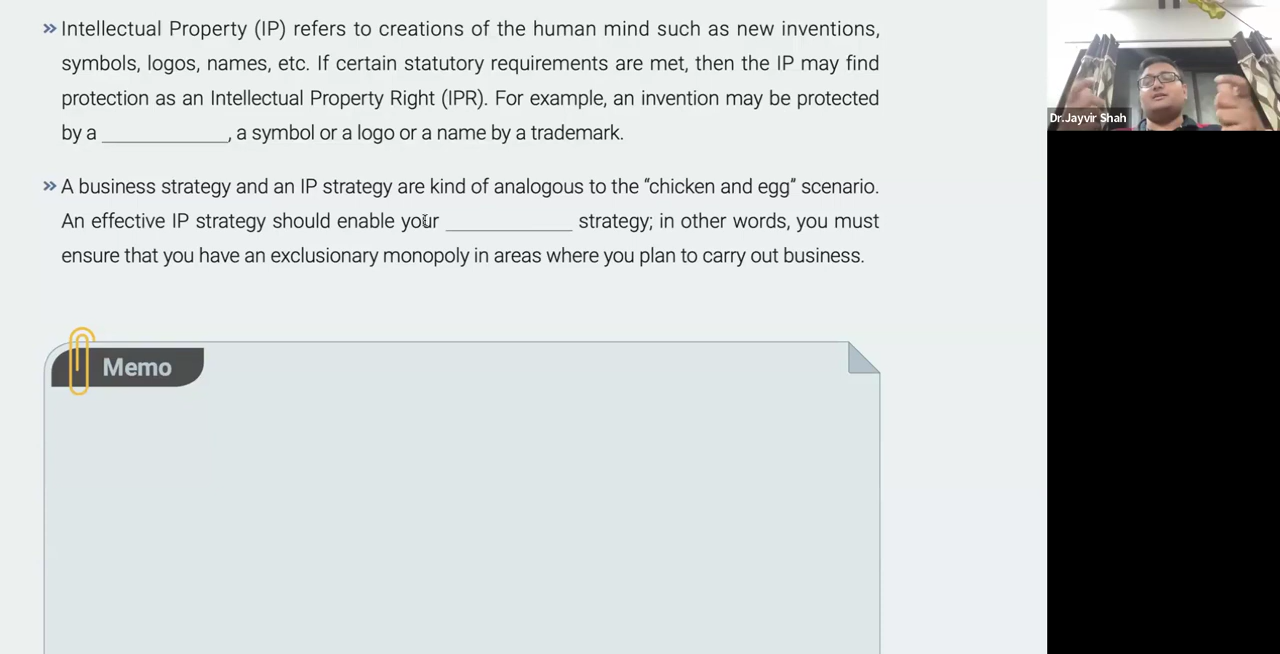 » Intellectual Property (IP) refers to creations of the human mind such as new inventions,
symbols, logos, names, etc. If certain statutory requirements are met, then the IP may find
protection as an Intellectual Property Right (IPR). For example, an invention may be protected
by a ____________, a symbol or a logo or a name by a trademark.
» A business strategy and an IP strategy are kind of analogous to the “chicken and egg” scenario.
An effective IP strategy should enable your ____________ strategy; in other words, you must
ensure that you have an exclusionary monopoly in areas where you plan to carry out business.
Memo
Dr.Jayvir Shah